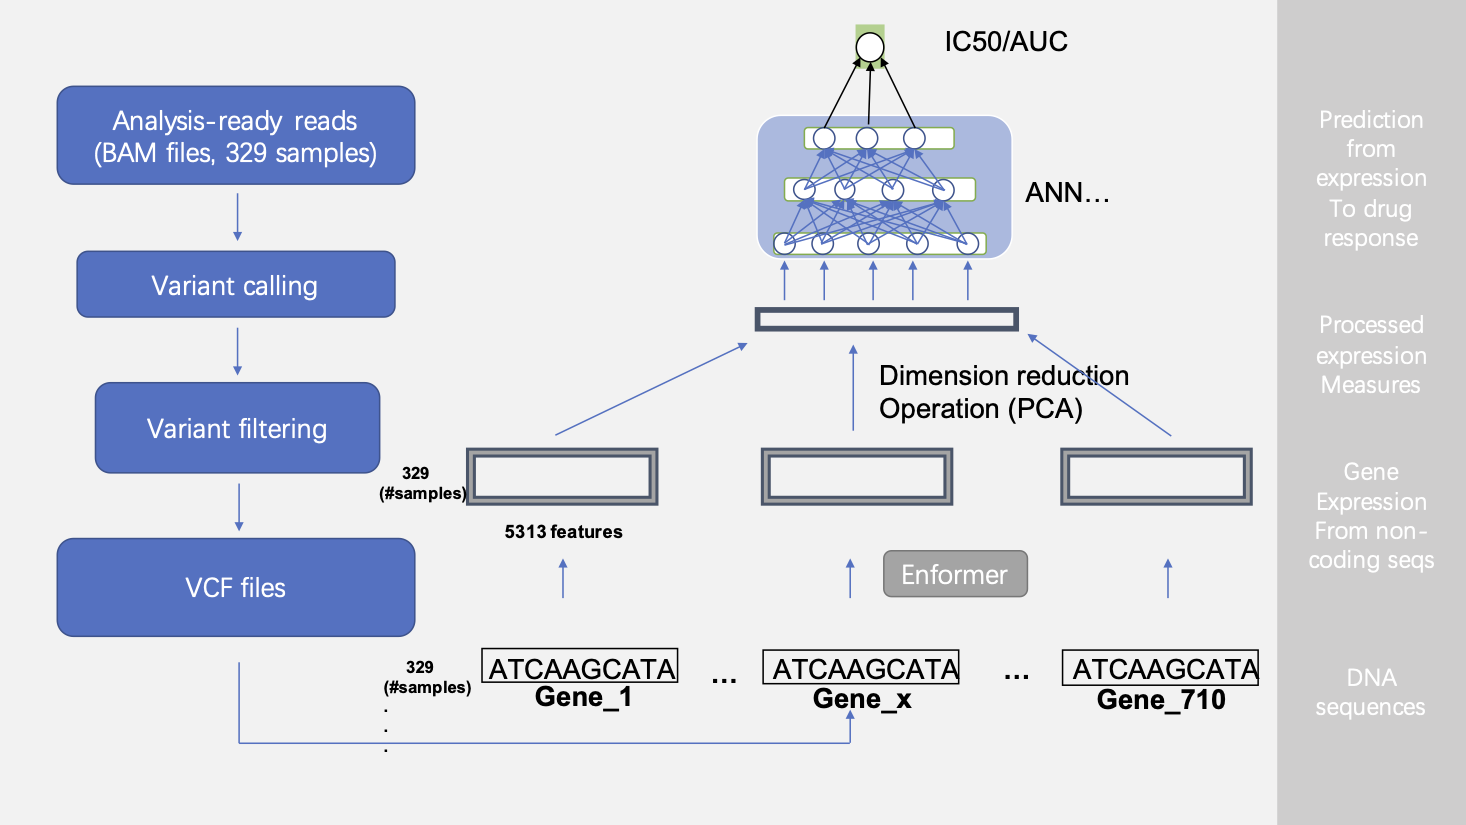 Analysis-ready reads
(BAM files, 329 samples)
Variant calling
Variant filtering
VCF files
IC50/AUC
ANN...
Dimension reduction
Operation (PCA)
329
(#samples)
5313 features
Enformer
329
(#samples)
.
.
.
ATCAAGCATA
Gene_1
...
ATCAAGCATA
Gene_x
...
ATCAAGCATA
Gene_710
Prediction
from
expression
To drug
response
Processed
expression
Measures
Gene
Expression
From non-
coding seqs
DNA
sequences